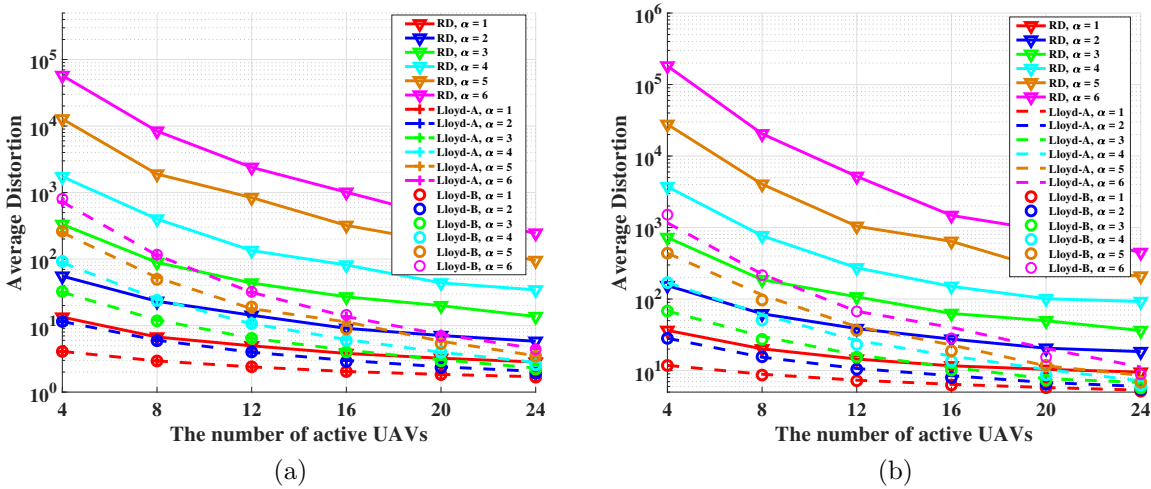 10^5
10^4
10^3
10^2
10^1
10^0
Average Distortion
4
8
12
16
20
24
The number of active UAVs
RD, α = 1
RD, α = 2
RD, α = 3
RD, α = 4
RD, α = 5
RD, α = 6
Lloyd-A, α = 1
Lloyd-A, α = 2
Lloyd-A, α = 3
Lloyd-A, α = 4
Lloyd-A, α = 5
Lloyd-A, α = 6
Lloyd-B, α = 1
Lloyd-B, α = 2
Lloyd-B, α = 3
Lloyd-B, α = 4
Lloyd-B, α = 5
Lloyd-B, α = 6
(a)
10^6
10^5
10^4
10^3
10^2
10^1
Average Distortion
4
8
12
16
20
24
The number of active UAVs
RD, α = 1
RD, α = 2
RD, α = 3
RD, α = 4
RD, α = 5
RD, α = 6
Lloyd-A, α = 1
Lloyd-A, α = 2
Lloyd-A, α = 3
Lloyd-A, α = 4
Lloyd-A, α = 5
Lloyd-A, α = 6
Lloyd-B, α = 1
Lloyd-B, α = 2
Lloyd-B, α = 3
Lloyd-B, α = 4
Lloyd-B, α = 5
Lloyd-B, α = 6
(b)